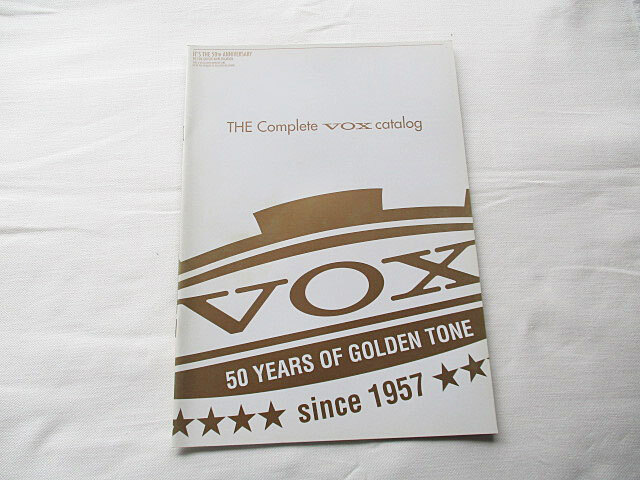 IT'S THE 50th ANNIVERSARY
THE Complete VOX catalog
VOX
50 YEARS OF GOLDEN TONE
since 1957